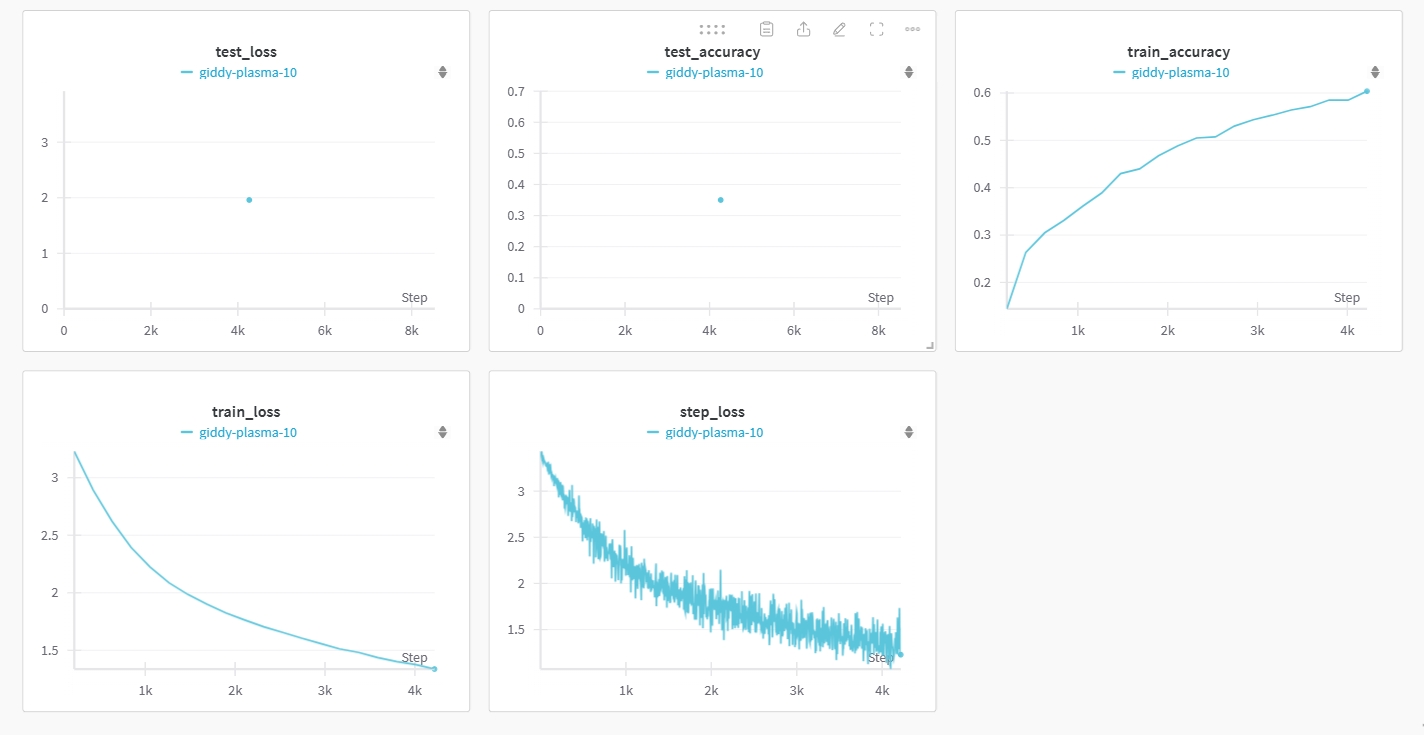 test_loss
giddy-plasma-10
3
2
1
0
Step
0 2k 4k 6k 8k
test_accuracy
giddy-plasma-10
0.7
0.6
0.5
0.4
0.3
0.2
0.1
0
Step
0 2k 4k 6k 8k
train_accuracy
giddy-plasma-10
0.6
0.5
0.4
0.3
0.2
Step
1k 2k 3k 4k
train_loss
giddy-plasma-10
3
2.5
2
1.5
Step
1k 2k 3k 4k
step_loss
giddy-plasma-10
3
2.5
2
1.5
Step
1k 2k 3k 4k